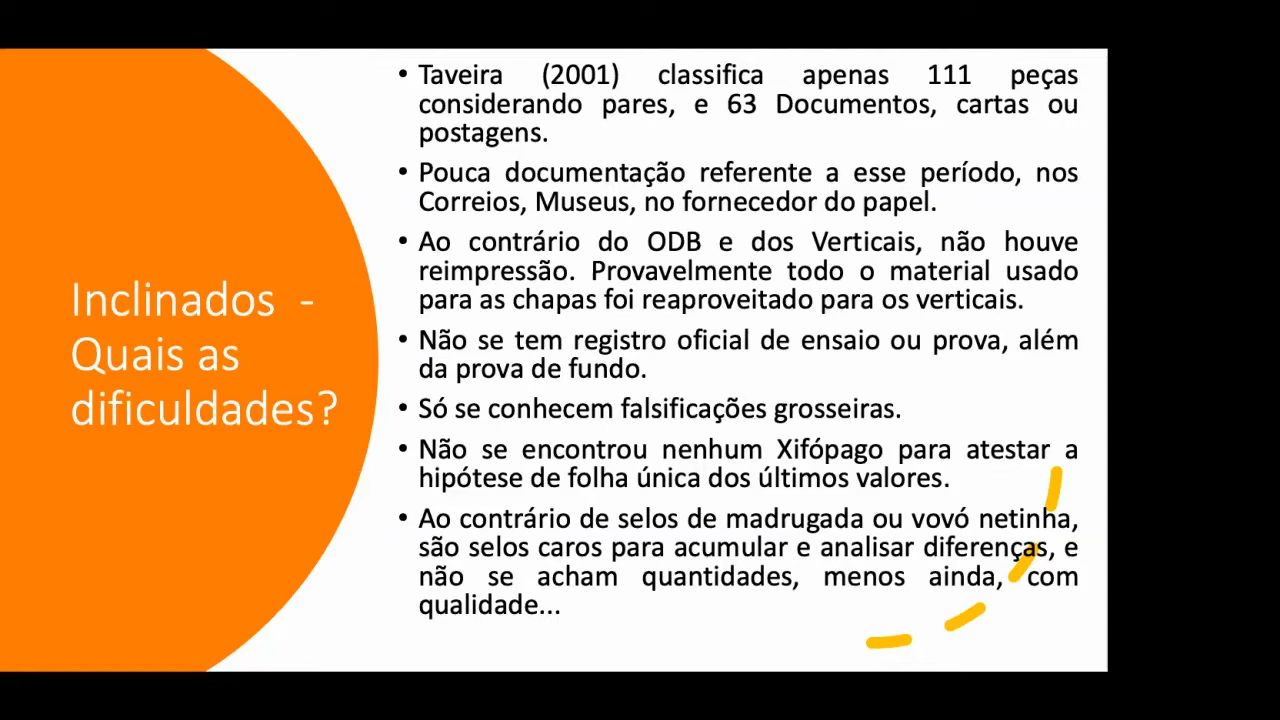 Inclinados -
Quais as
dificuldades?
• Taveira (2001) classifica apenas 111 peças
considerando pares, e 63 Documentos, cartas ou
postagens.
• Pouca documentação referente a esse período, nos
Correios, Museus, no fornecedor do papel.
• Ao contrário do ODB e dos Verticais, não houve
reimpressão. Provavelmente todo o material usado
para as chapas foi reaproveitado para os verticais.
• Não se tem registro oficial de ensaio ou prova, além
da prova de fundo.
• Só se conhecem falsificações grosseiras.
• Não se encontrou nenhum Xifópago para atestar a
hipótese de folha única dos últimos valores.
• Ao contrário de selos de madrugada ou vovó netinha,
são selos caros para acumular e analisar diferenças, e
não se acham quantidades, menos ainda, com
qualidade...